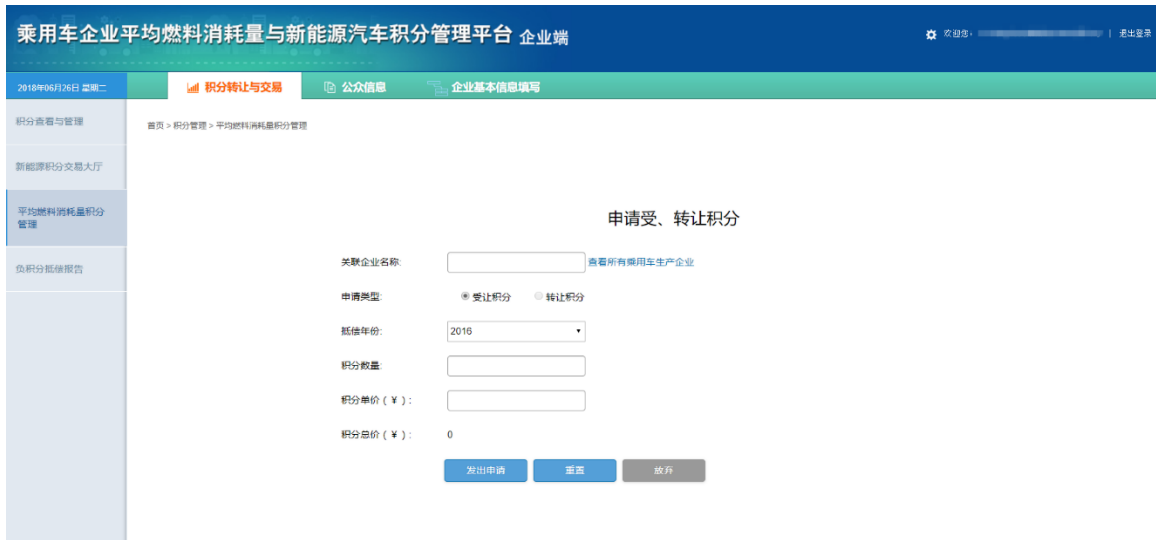 乘用车企业平均燃料消耗量与新能源汽车积分管理平台 企业端
欢迎您, | 退出登录
2018年06月26日 星期二
积分转让与交易 公众信息 企业基本信息填写
积分查看与管理
首页 > 积分管理 > 平均燃料消耗量积分管理
新能源积分交易大厅
平均燃料消耗量积分
管理
申请受、转让积分
负积分抵偿报告
关联企业名称: 查看所有乘用车生产企业
申请类型: 受让积分 转让积分
抵偿年份: 2016
积分数量:
积分单价 ( ¥ ) :
积分总价 ( ¥ ) : 0
发出申请 重置 放弃